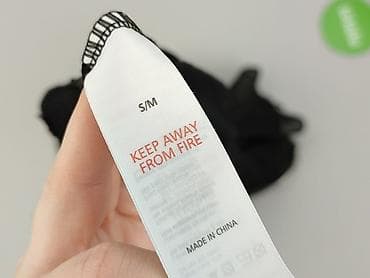 S/M
KEEP AWAY
FROM FIRE
MADE IN CHINA